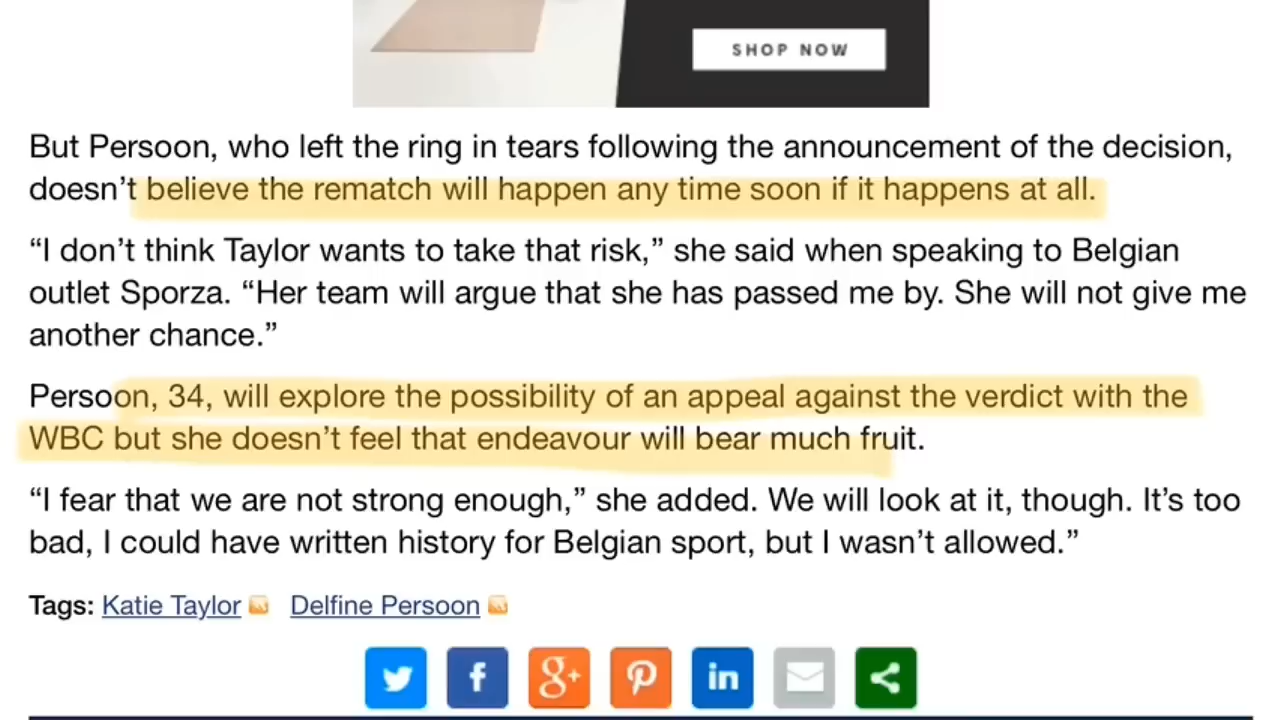 SHOP NOW
But Persoon, who left the ring in tears following the announcement of the decision,
doesn’t believe the rematch will happen any time soon if it happens at all.
“I don’t think Taylor wants to take that risk,” she said when speaking to Belgian
outlet Sporza. “Her team will argue that she has passed me by. She will not give me
another chance.”
Persoon, 34, will explore the possibility of an appeal against the verdict with the
WBC but she doesn’t feel that endeavour will bear much fruit.
“I fear that we are not strong enough,” she added. We will look at it, though. It’s too
bad, I could have written history for Belgian sport, but I wasn’t allowed.”
Tags: Katie Taylor Delfine Persoon
f g+ in